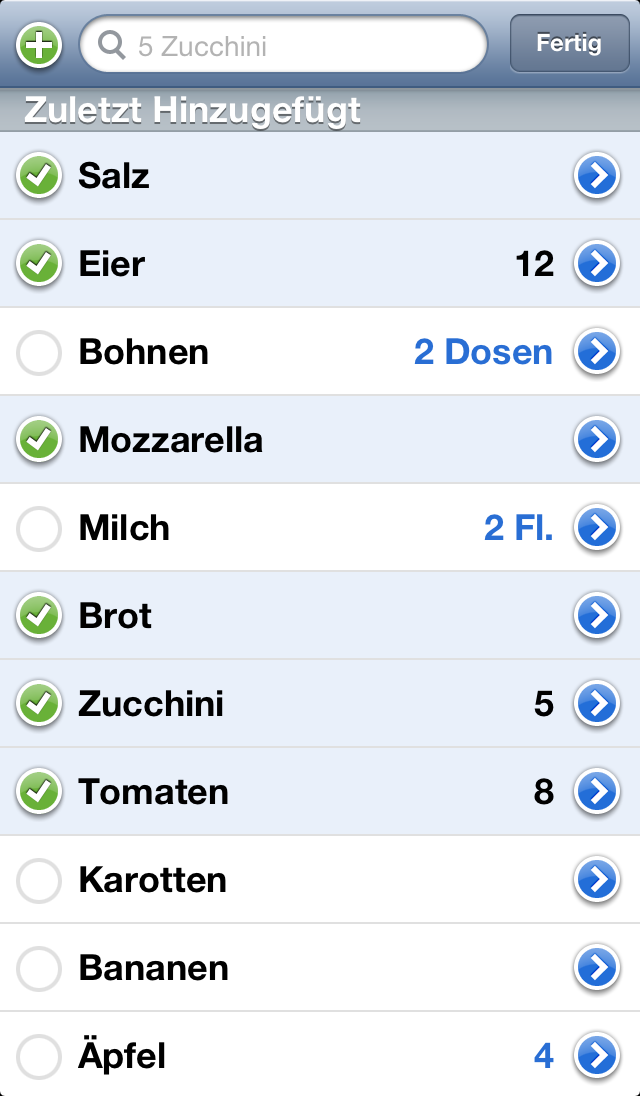 5 Zucchini
Fertig
Zuletzt Hinzugefügt
Salz
Eier 12
Bohnen 2 Dosen
Mozzarella
Milch 2 Fl.
Brot
Zucchini 5
Tomaten 8
Karotten
Bananen
Äpfel 4